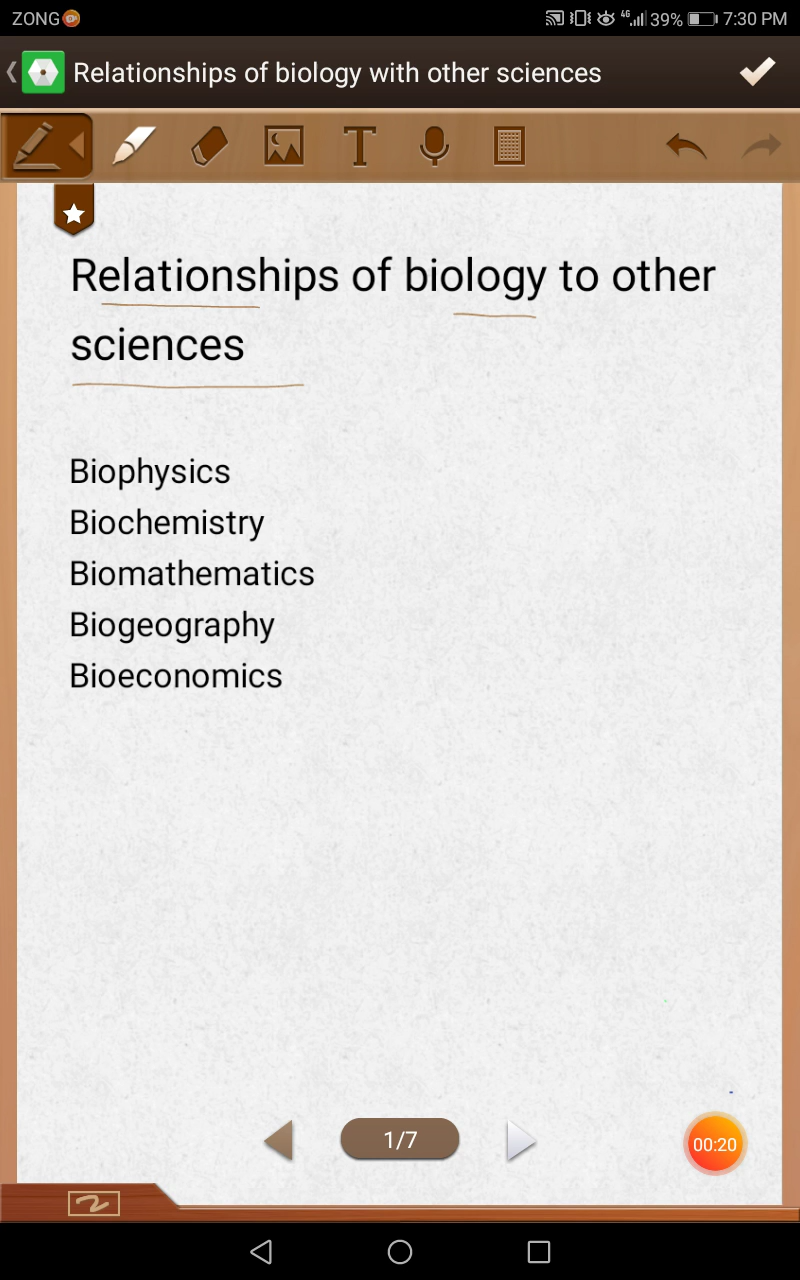 ZONG 4G 39% 7:30 PM
Relationships of biology with other sciences
T
Relationships of biology to other
sciences
Biophysics
Biochemistry
Biomathematics
Biogeography
Bioeconomics
1/7
00:20